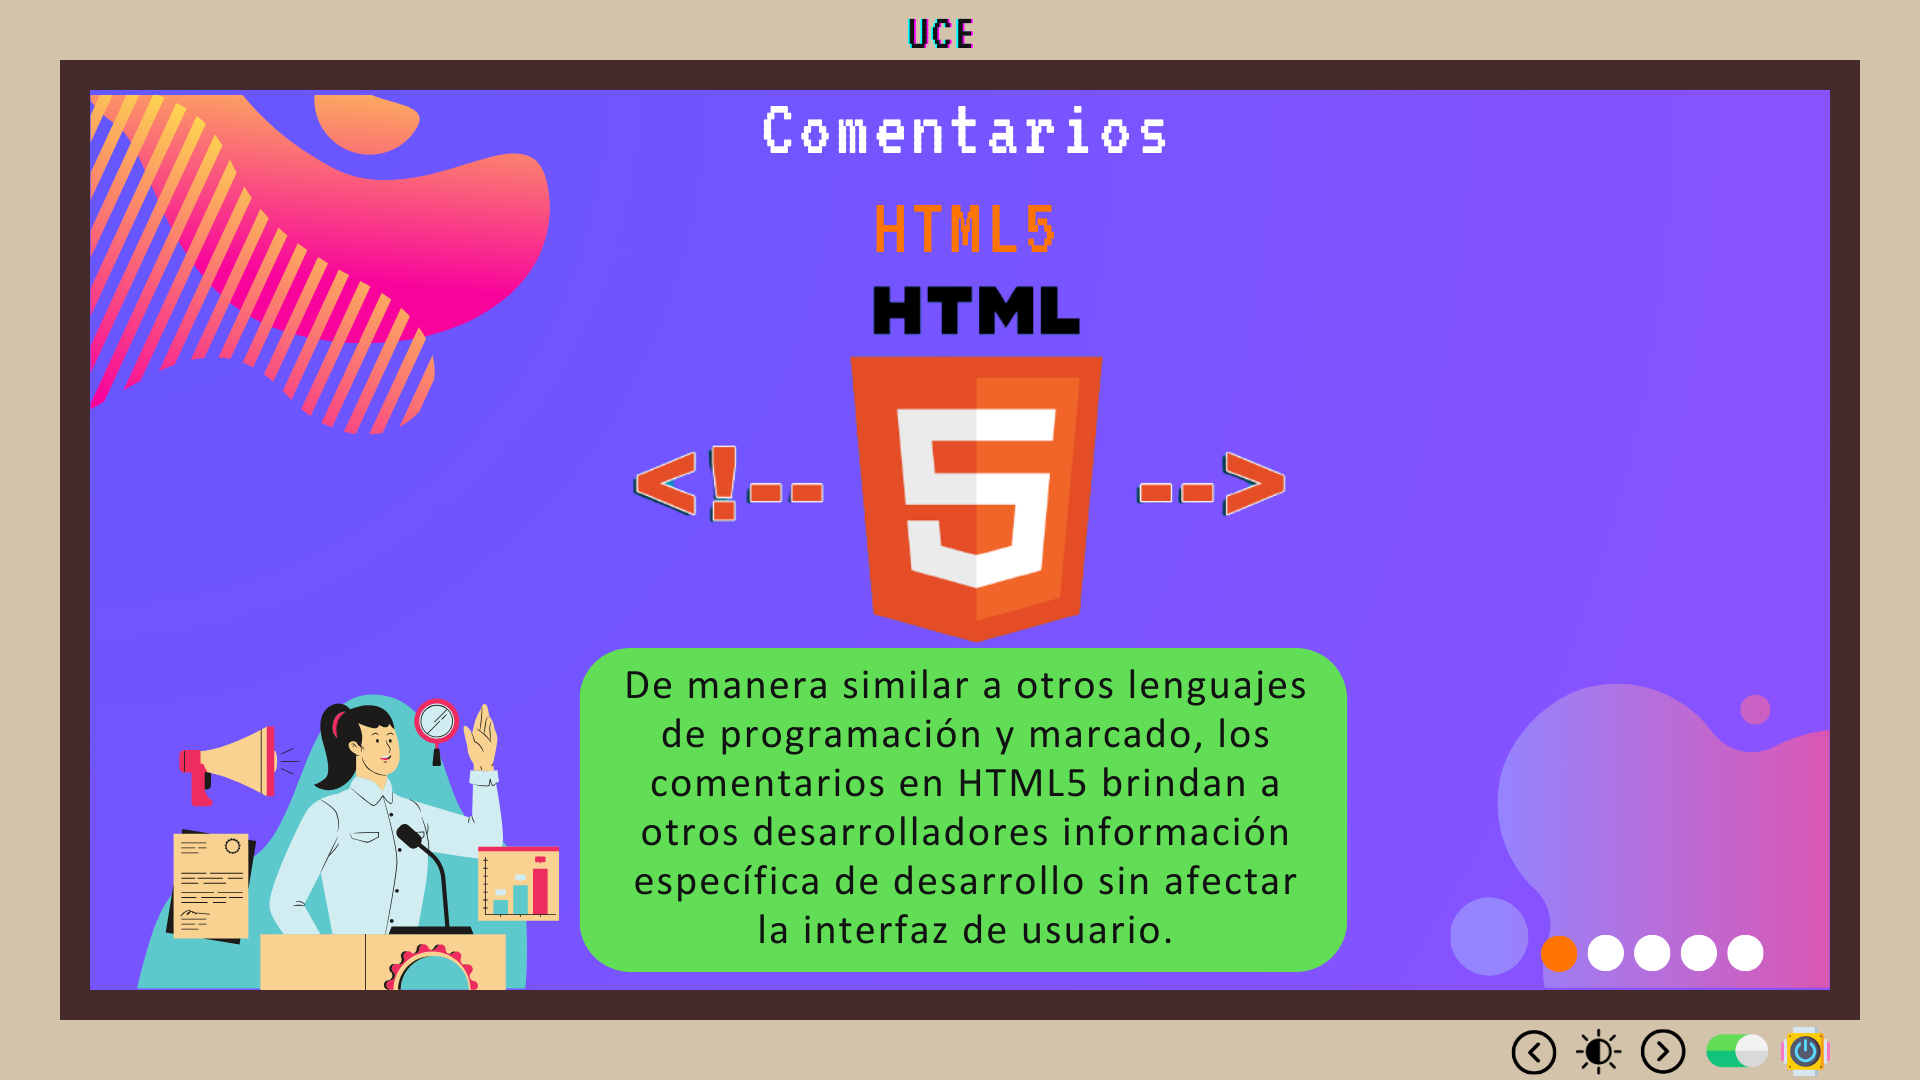 UCE
Comentarios
HTML5
HTML
5
<!-- -->
De manera similar a otros lenguajes
de programación y marcado, los
comentarios en HTML5 brindan a
otros desarrolladores información
específica de desarrollo sin afectar
la interfaz de usuario.